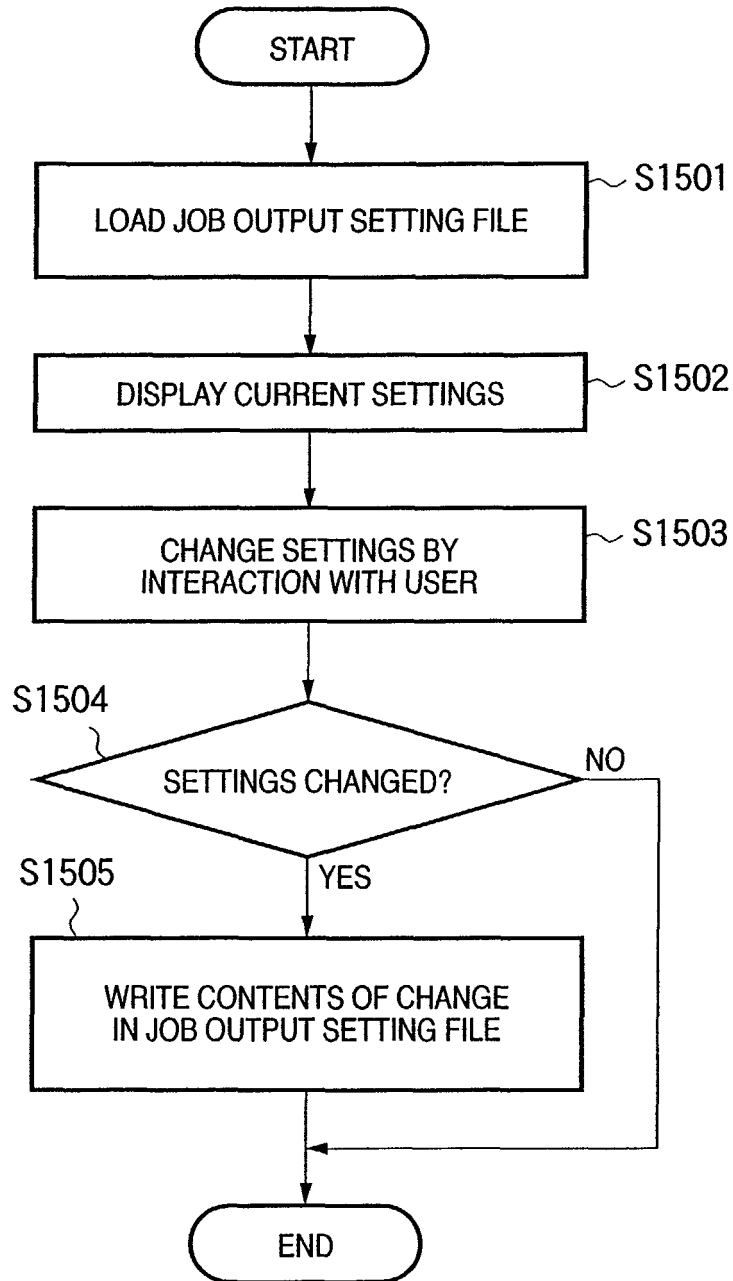 START
S1501
LOAD JOB OUTPUT SETTING FILE
S1502
DISPLAY CURRENT SETTINGS
S1503
CHANGE SETTINGS BY
INTERACTION WITH USER
S1504
SETTINGS CHANGED?
NO
YES
S1505
WRITE CONTENTS OF CHANGE
IN JOB OUTPUT SETTING FILE
END